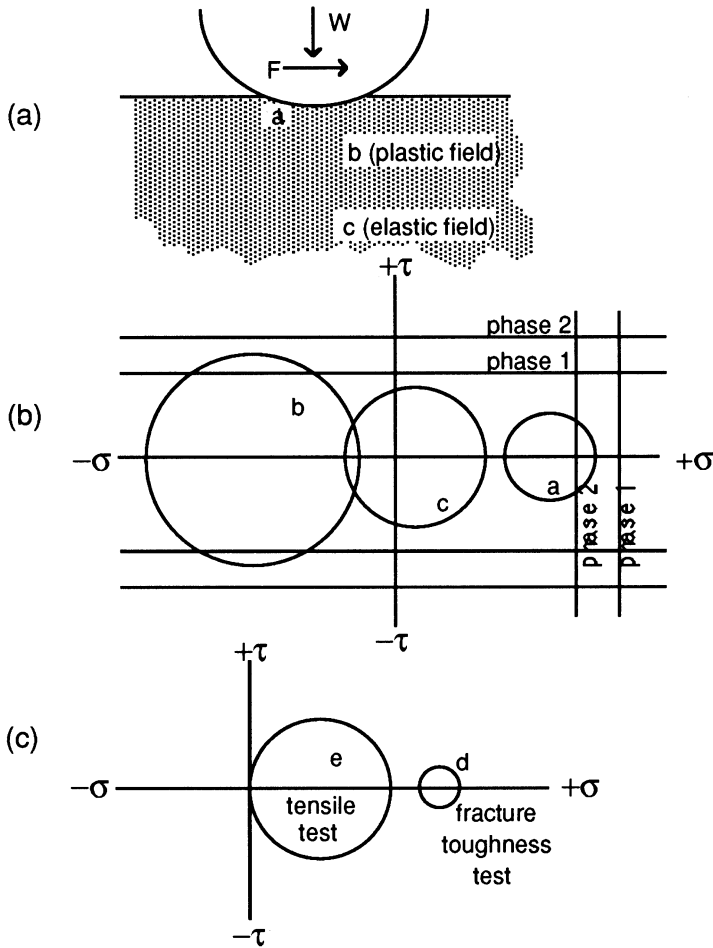 W
F
(a)
a
b (plastic field)
c (elastic field)
+τ
phase 2
phase 1
(b)
b
−σ
+σ
a
c
phase 2
phase 1
−τ
+τ
(c)
e
d
−σ
+σ
tensile
test
fracture
toughness
test
−τ